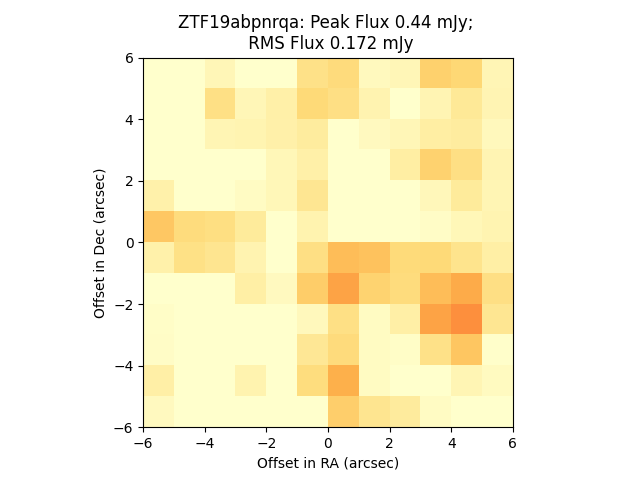 ZTF19abpnrqa: Peak Flux 0.44 mJy;
RMS Flux 0.172 mJy
6
4
2
0
−2
−4
−6
Offset in Dec (arcsec)
−6 −4 −2 0 2 4 6
Offset in RA (arcsec)